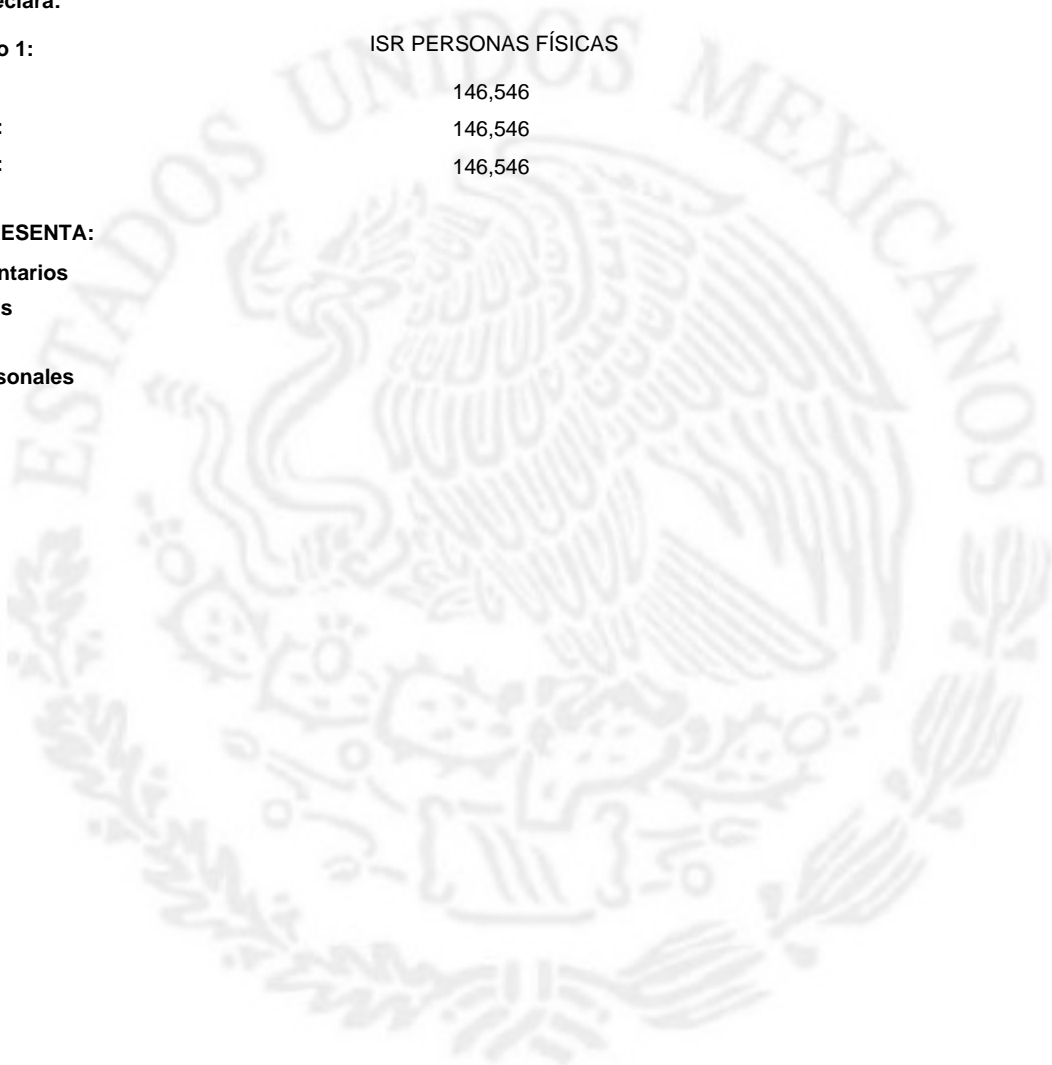 eclara:
o 1: ISR PERSONAS FÍSICAS
146,546
: 146,546
: 146,546
ESENTA:
ntarios
s
sonales
ESTADOS UNIDOS MEXICANOS